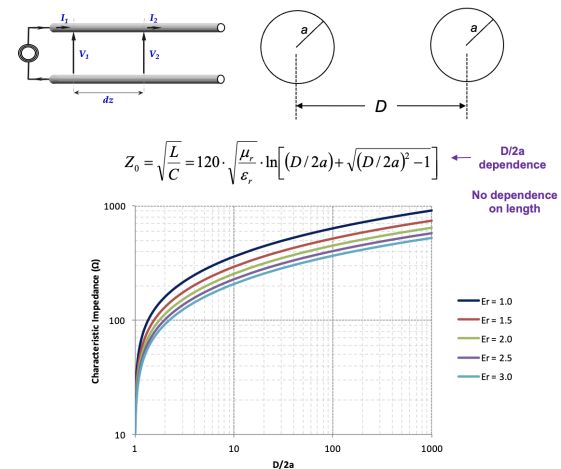 I₁ I₂
V₁ V₂
dz
a a
D
Z₀ = √(L/C) = 120·√(μᵣ/εᵣ)·ln[(D/2a)+√((D/2a)²−1)]
D/2a
dependence
No dependence
on length
Characteristic Impedance (Ω)
1000
100
10
1 10 100 1000
D/2a
Er = 1.0
Er = 1.5
Er = 2.0
Er = 2.5
Er = 3.0